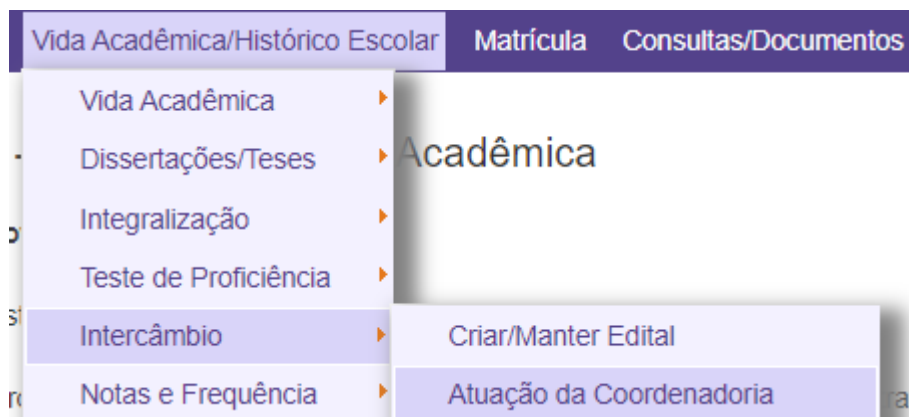 Vida Acadêmica/Histórico Escolar Matrícula Consultas/Documentos
Vida Acadêmica
Acadêmica
Dissertações/Teses
Integralização
Teste de Proficiência
Intercâmbio
Criar/Manter Edital
Notas e Frequência
Atuação da Coordenadoria